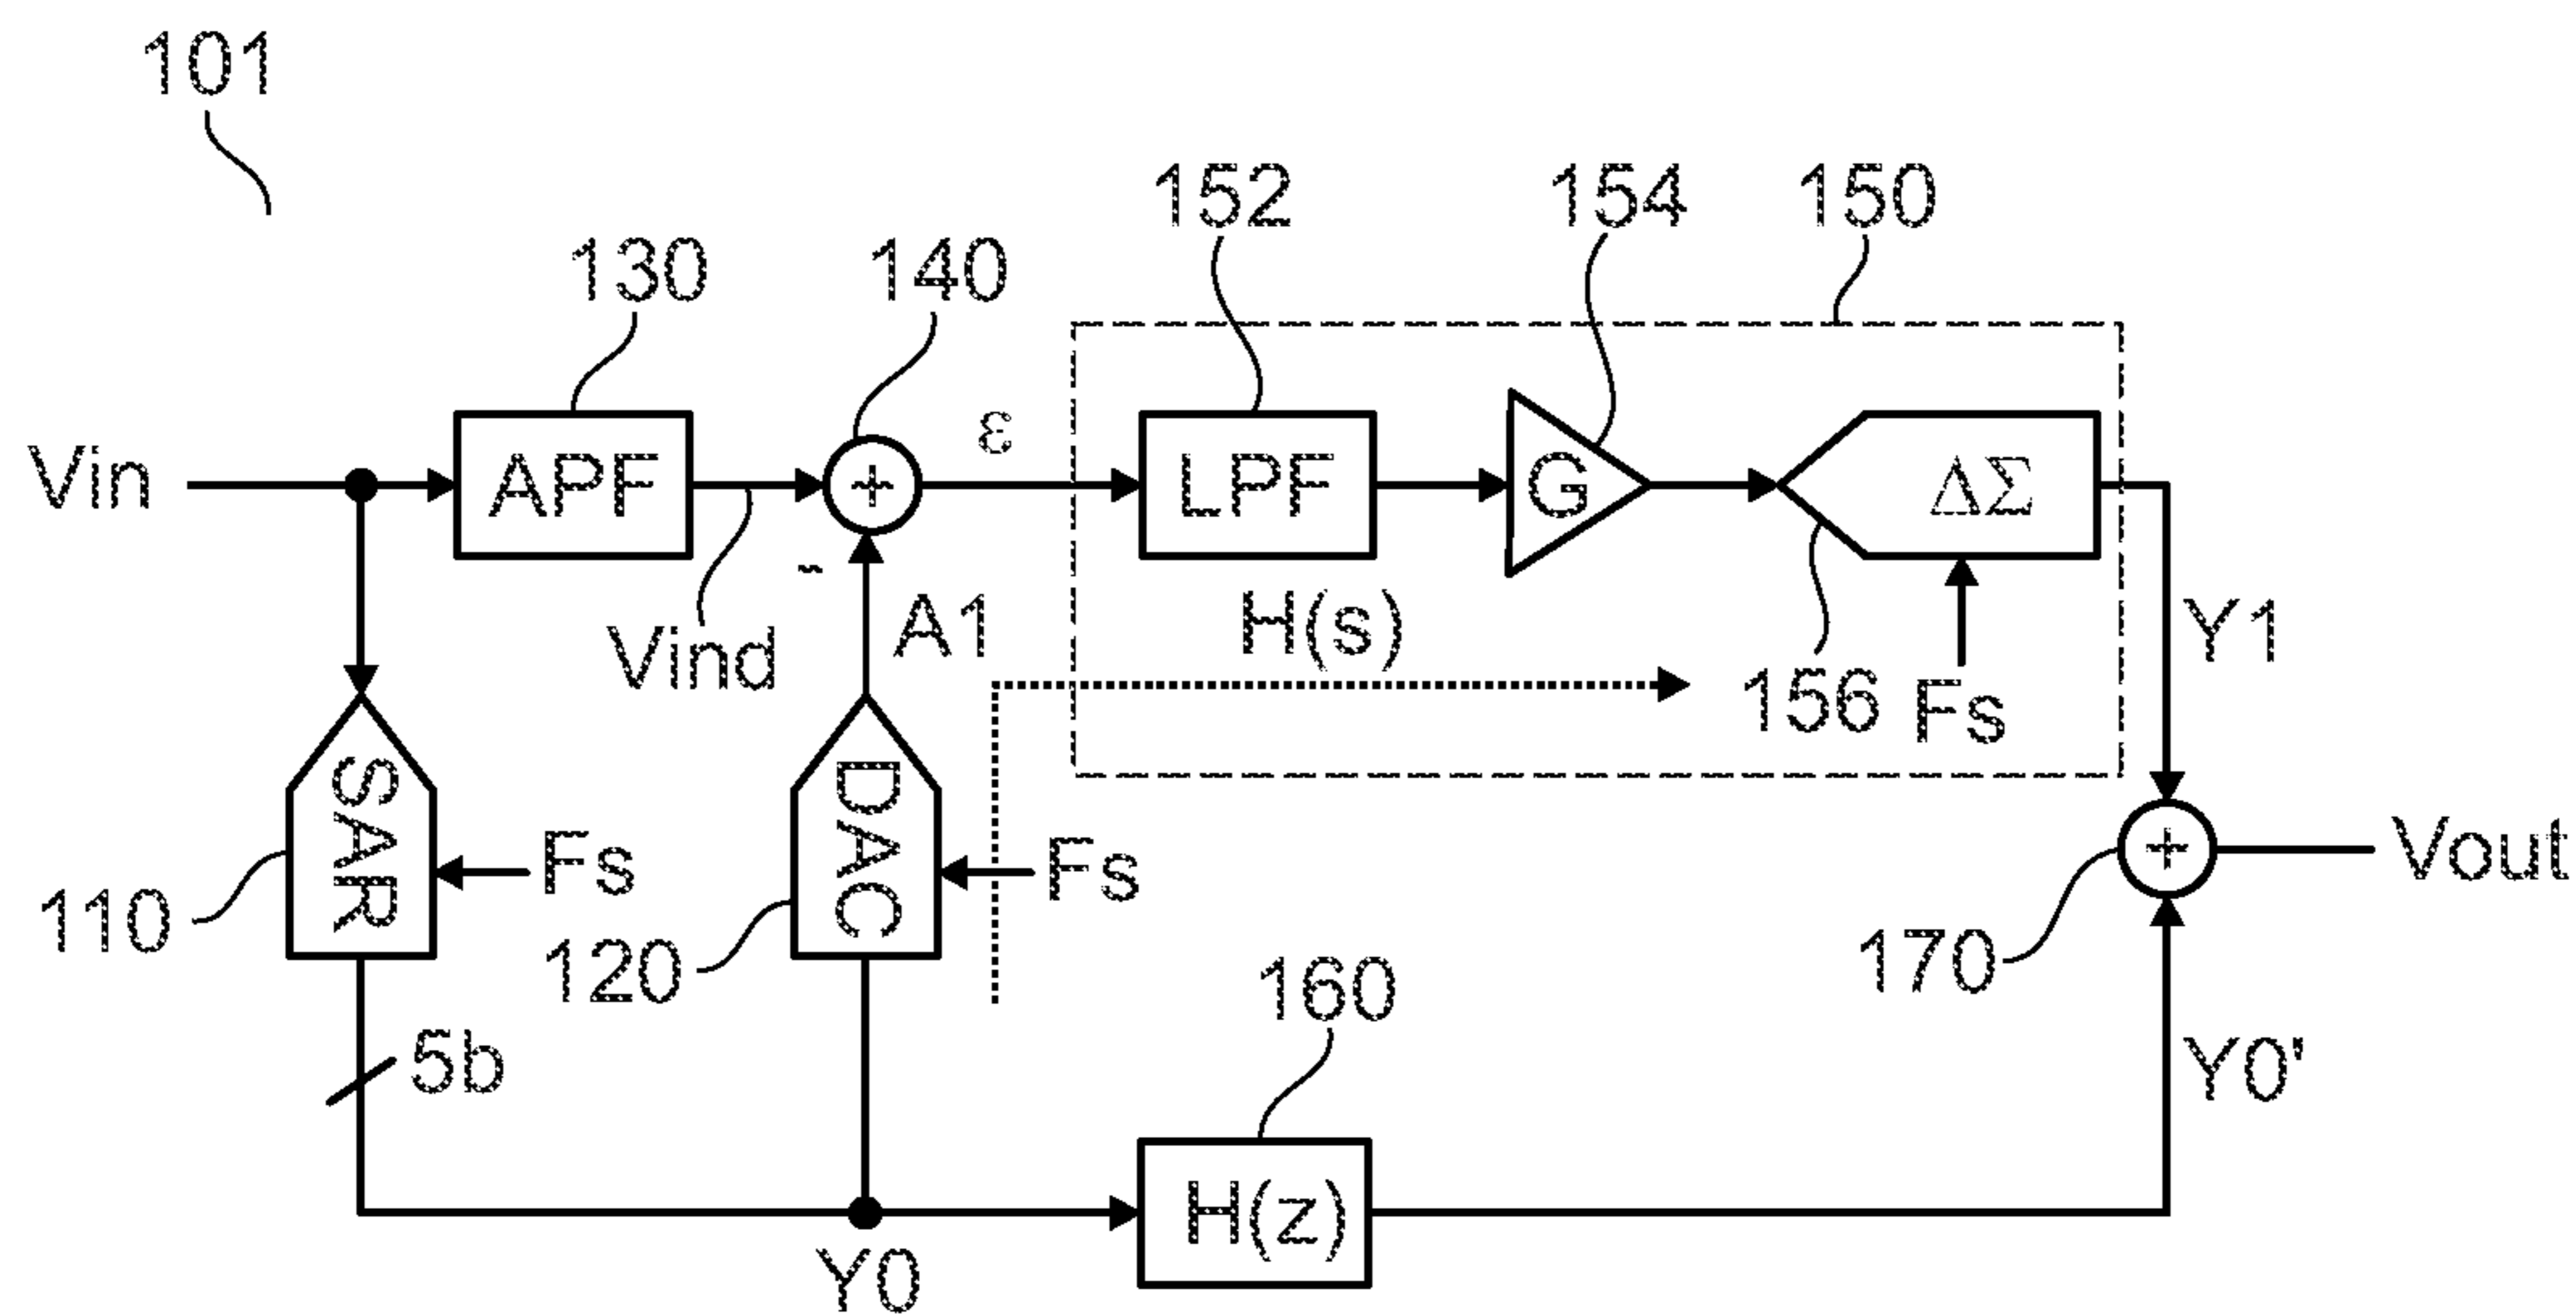 101
152
154
150
130
140
ε
Vin
APF
LPF
G
ΔΣ
-
Vind
A1
H(s)
156
Fs
Y1
SAR
DAC
110
Fs
120
Fs
170
Vout
5b
160
Y0'
H(z)
Y0
+
+